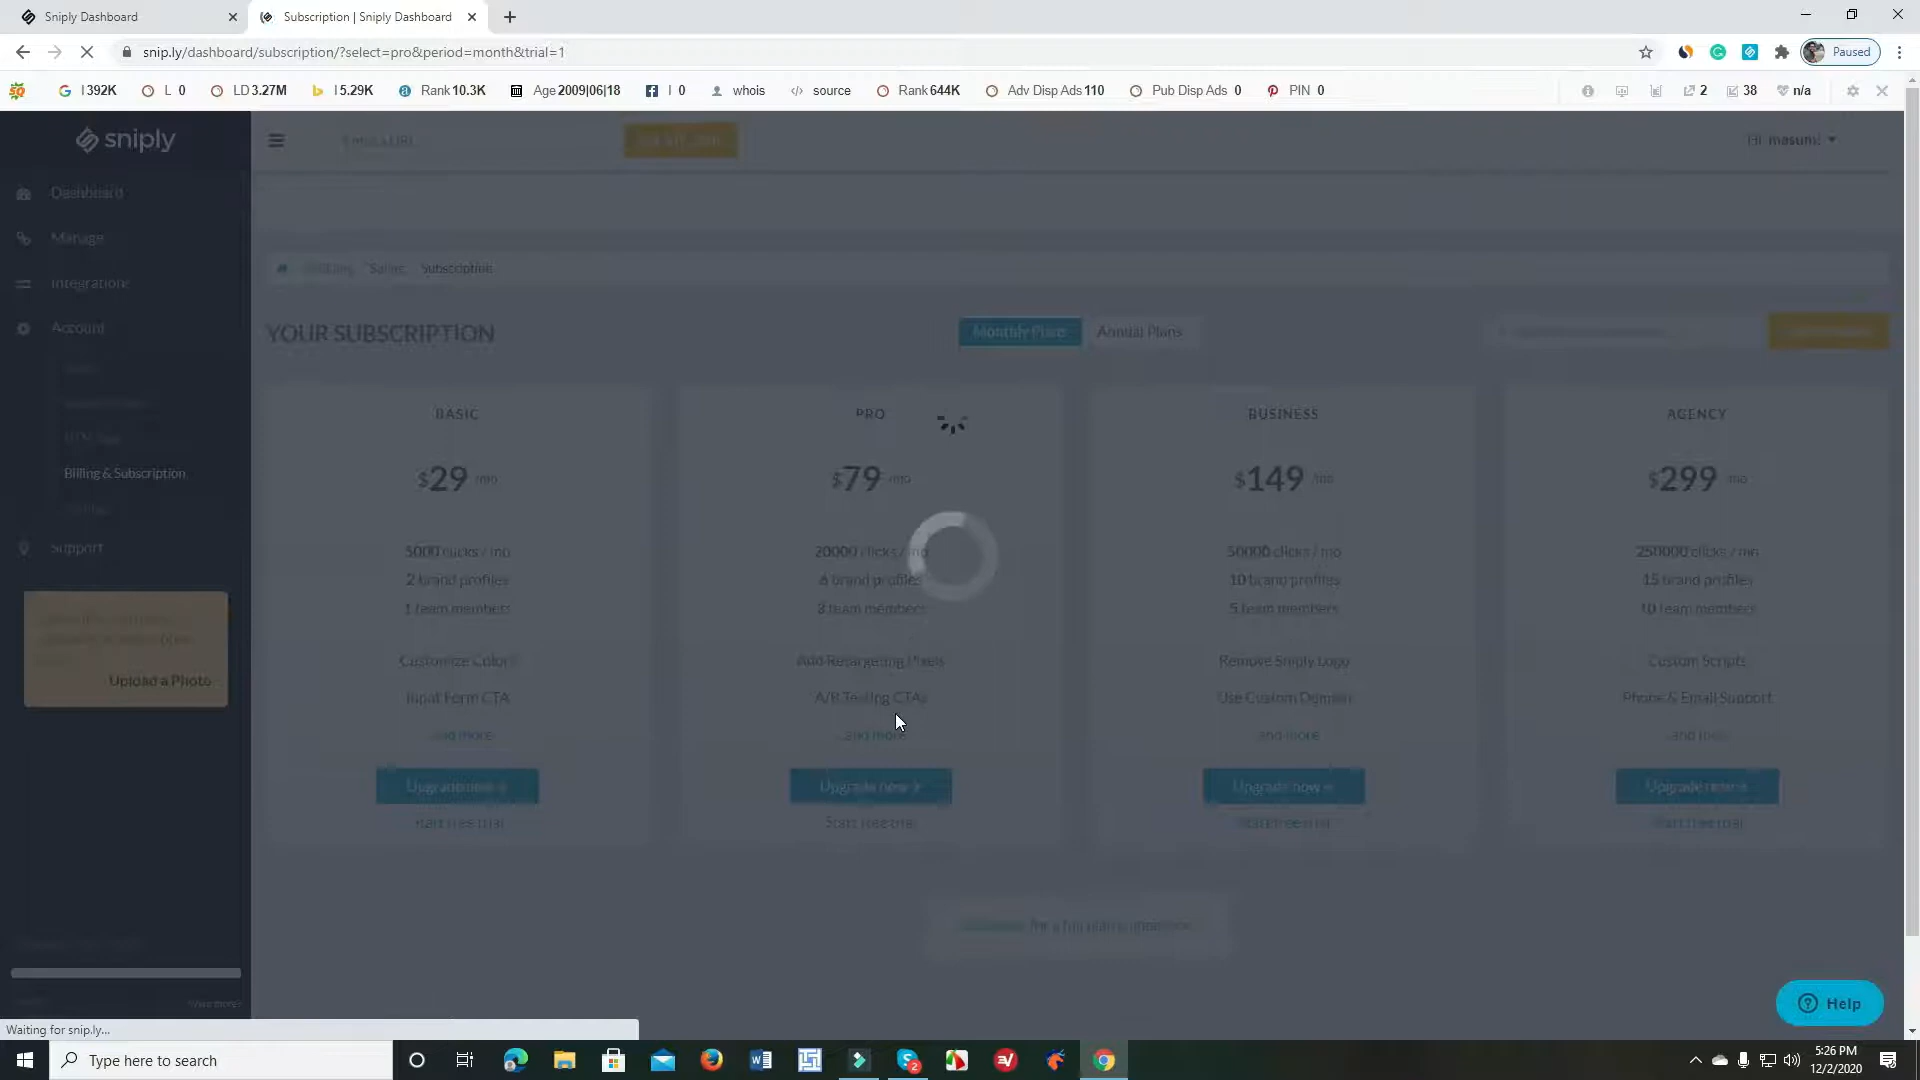 Sniply Dashboard
Subscription | Sniply Dashboard
snip.ly/dashboard/subscription/?select=pro&period=month&trial=1
Paused
I 392K L 0 LD 3.27M I 5.29K Rank 10.3K Age 2009|06|18 I 0 whois source Rank 644K Adv Disp Ads 110 Pub Disp Ads 0 PIN 0 2 38 n/a
sniply
Hi masum!
Dashboard
Manage
Integrations
Account
Billing & Subscription
Support
Upload a Photo
Subscription
YOUR SUBSCRIPTION
Monthly Plans Annual Plans
BASIC
$29 /mo
5000 clicks / mo
2 brand profiles
1 team members
Customize Colors
Input Form CTA
...and more
Upgrade now
Start free trial
PRO
$79 /mo
20000 clicks / mo
6 brand profiles
3 team members
Add Retargeting Pixels
A/B Testing CTAs
...and more
Upgrade now
Start free trial
BUSINESS
$149 /mo
50000 clicks / mo
10 brand profiles
5 team members
Remove Sniply Logo
Use Custom Domain
...and more
Upgrade now
Start free trial
AGENCY
$299 /mo
250000 clicks / mo
15 brand profiles
10 team members
Custom Scripts
Phone & Email Support
...and more
Upgrade now
Start free trial
Help
Waiting for snip.ly...
Type here to search
2
5:26 PM
12/2/2020